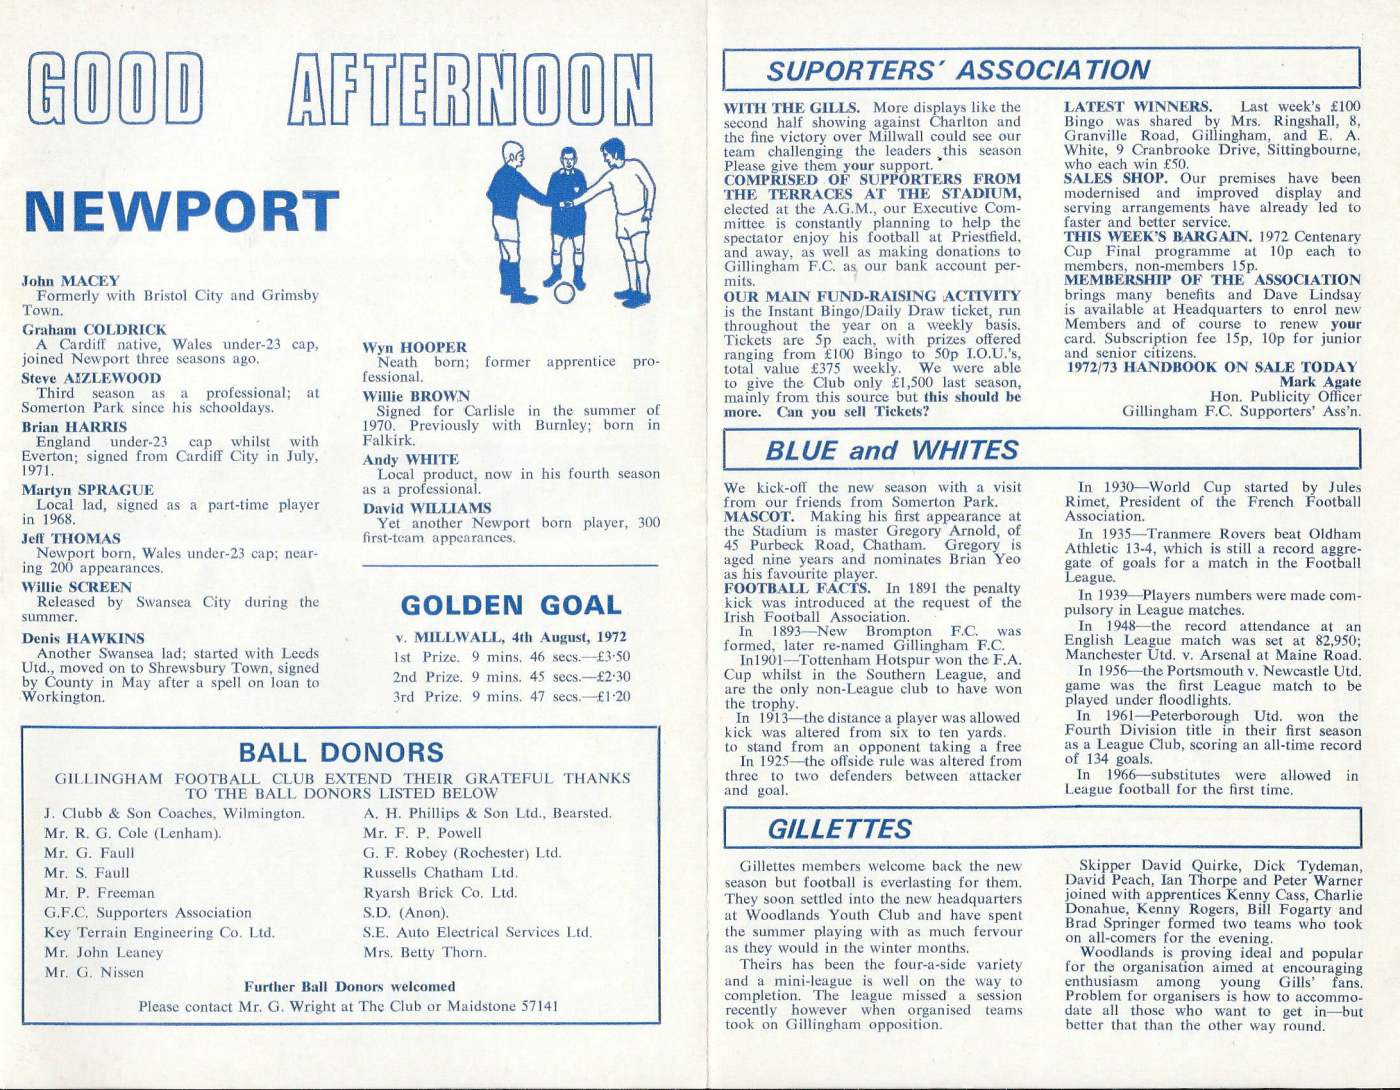 GOOD AFTERNOON
NEWPORT
John MACEY
Formerly with Bristol City and Grimsby
Town.
Graham COLDRICK
A Cardiff native, Wales under-23 cap,
joined Newport three seasons ago.
Steve AIZLEWOOD
Third season as a professional; at
Somerton Park since his schooldays.
Brian HARRIS
England under-23 cap whilst with
Everton; signed from Cardiff City in July,
1971.
Martyn SPRAGUE
Local lad, signed as a part-time player
in 1968.
Jeff THOMAS
Newport born, Wales under-23 cap; near-
ing 200 appearances.
Willie SCREEN
Released by Swansea City during the
summer.
Denis HAWKINS
Another Swansea lad; started with Leeds
Utd., moved on to Shrewsbury Town, signed
by County in May after a spell on loan to
Workington.
Wyn HOOPER
Neath born; former apprentice pro-
fessional.
Willie BROWN
Signed for Carlisle in the summer of
1970. Previously with Burnley; born in
Falkirk.
Andy WHITE
Local product, now in his fourth season
as a professional.
David WILLIAMS
Yet another Newport born player, 300
first-team appearances.
GOLDEN GOAL
v. MILLWALL, 4th August, 1972
1st Prize. 9 mins. 46 secs.—£3·50
2nd Prize. 9 mins. 45 secs.—£2·30
3rd Prize. 9 mins. 47 secs.—£1·20
BALL DONORS
GILLINGHAM FOOTBALL CLUB EXTEND THEIR GRATEFUL THANKS
TO THE BALL DONORS LISTED BELOW
J. Clubb & Son Coaches, Wilmington.
Mr. R. G. Cole (Lenham).
Mr. G. Faull
Mr. S. Faull
Mr. P. Freeman
G.F.C. Supporters Association
Key Terrain Engineering Co. Ltd.
Mr. John Leaney
Mr. G. Nissen
A. H. Phillips & Son Ltd., Bearsted.
Mr. F. P. Powell
G. F. Robey (Rochester) Ltd.
Russells Chatham Ltd.
Ryarsh Brick Co. Ltd.
S.D. (Anon).
S.E. Auto Electrical Services Ltd.
Mrs. Betty Thorn.
Further Ball Donors welcomed
Please contact Mr. G. Wright at The Club or Maidstone 57141
SUPORTERS' ASSOCIATION
WITH THE GILLS. More displays like the
second half showing against Charlton and
the fine victory over Millwall could see our
team challenging the leaders this season
Please give them your support.
COMPRISED OF SUPPORTERS FROM
THE TERRACES AT THE STADIUM,
elected at the A.G.M., our Executive Com-
mittee is constantly planning to help the
spectator enjoy his football at Priestfield,
and away, as well as making donations to
Gillingham F.C. as our bank account per-
mits.
OUR MAIN FUND-RAISING ACTIVITY
is the Instant Bingo/Daily Draw ticket, run
throughout the year on a weekly basis.
Tickets are 5p each, with prizes offered
ranging from £100 Bingo to 50p I.O.U.'s,
total value £375 weekly. We were able
to give the Club only £1,500 last season,
mainly from this source but this should be
more. Can you sell Tickets?
LATEST WINNERS. Last week's £100
Bingo was shared by Mrs. Ringshall, 8,
Granville Road, Gillingham, and E. A.
White, 9 Cranbrooke Drive, Sittingbourne,
who each win £50.
SALES SHOP. Our premises have been
modernised and improved display and
serving arrangements have already led to
faster and better service.
THIS WEEK'S BARGAIN. 1972 Centenary
Cup Final programme at 10p each to
members, non-members 15p.
MEMBERSHIP OF THE ASSOCIATION
brings many benefits and Dave Lindsay
is available at Headquarters to enrol new
Members and of course to renew your
card. Subscription fee 15p, 10p for junior
and senior citizens.
1972/73 HANDBOOK ON SALE TODAY
Mark Agate
Hon. Publicity Officer
Gillingham F.C. Supporters' Ass'n.
BLUE and WHITES
We kick-off the new season with a visit
from our friends from Somerton Park.
MASCOT. Making his first appearance at
the Stadium is master Gregory Arnold, of
45 Purbeck Road, Chatham. Gregory is
aged nine years and nominates Brian Yeo
as his favourite player.
FOOTBALL FACTS. In 1891 the penalty
kick was introduced at the request of the
Irish Football Association.
In 1893—New Brompton F.C. was
formed, later re-named Gillingham F.C.
In1901—Tottenham Hotspur won the F.A.
Cup whilst in the Southern League, and
are the only non-League club to have won
the trophy.
In 1913—the distance a player was allowed
kick was altered from six to ten yards.
to stand from an opponent taking a free
In 1925—the offside rule was altered from
three to two defenders between attacker
and goal.
In 1930—World Cup started by Jules
Rimet, President of the French Football
Association.
In 1935—Tranmere Rovers beat Oldham
Athletic 13-4, which is still a record aggre-
gate of goals for a match in the Football
League.
In 1939—Players numbers were made com-
pulsory in League matches.
In 1948—the record attendance at an
English League match was set at 82,950;
Manchester Utd. v. Arsenal at Maine Road.
In 1956—the Portsmouth v. Newcastle Utd.
game was the first League match to be
played under floodlights.
In 1961—Peterborough Utd. won the
Fourth Division title in their first season
as a League Club, scoring an all-time record
of 134 goals.
In 1966—substitutes were allowed in
League football for the first time.
GILLETTES
Gillettes members welcome back the new
season but football is everlasting for them.
They soon settled into the new headquarters
at Woodlands Youth Club and have spent
the summer playing with as much fervour
as they would in the winter months.
Theirs has been the four-a-side variety
and a mini-league is well on the way to
completion. The league missed a session
recently however when organised teams
took on Gillingham opposition.
Skipper David Quirke, Dick Tydeman,
David Peach, Ian Thorpe and Peter Warner
joined with apprentices Kenny Cass, Charlie
Donahue, Kenny Rogers, Bill Fogarty and
Brad Springer formed two teams who took
on all-comers for the evening.
Woodlands is proving ideal and popular
for the organisation aimed at encouraging
enthusiasm among young Gills' fans.
Problem for organisers is how to accommo-
date all those who want to get in—but
better that than the other way round.